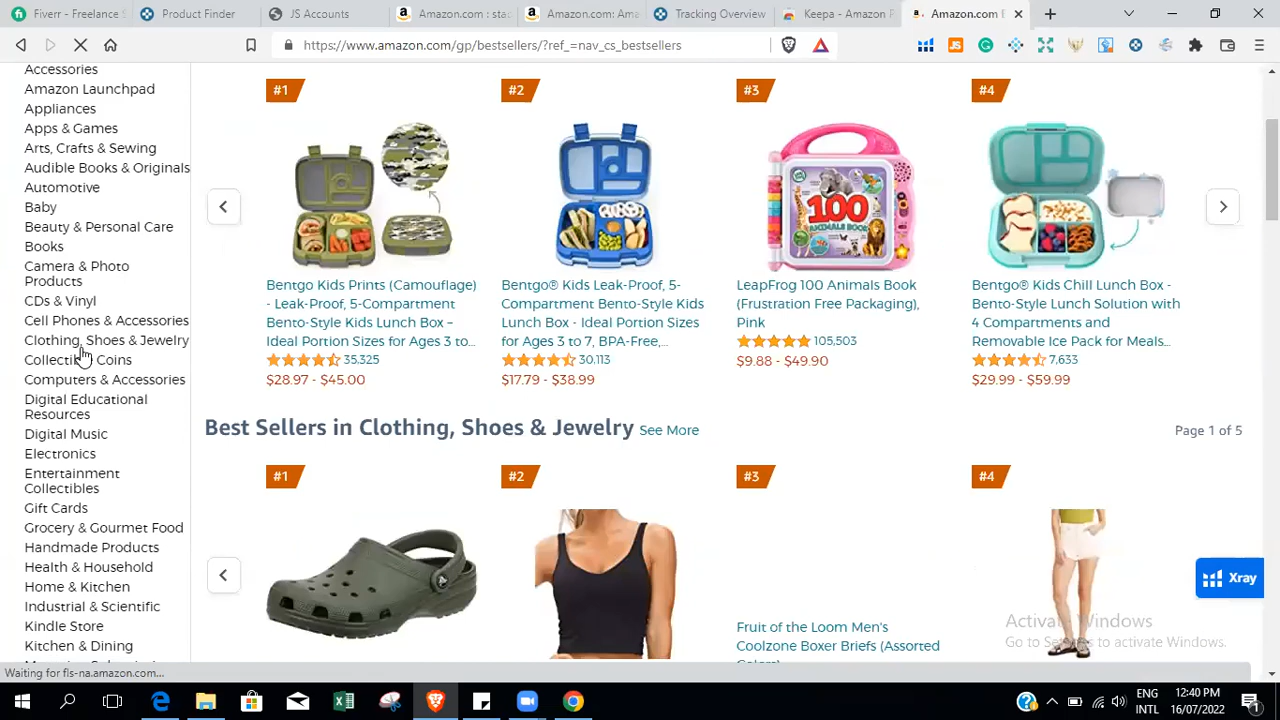 Fiverr - Freelance S
Product Finder
JS Accounts
Amazon.com : sta
Amazon.com: Ama
Tracking Overview
Keepa - Amazon P
Amazon.com B
https://www.amazon.com/gp/bestsellers/?ref_=nav_cs_bestsellers
Accessories
Amazon Launchpad
Appliances
Apps & Games
Arts, Crafts & Sewing
Audible Books & Originals
Automotive
Baby
Beauty & Personal Care
Books
Camera & Photo
Products
CDs & Vinyl
Cell Phones & Accessories
Clothing, Shoes & Jewelry
Collectible Coins
Computers & Accessories
Digital Educational
Resources
Digital Music
Electronics
Entertainment
Collectibles
Gift Cards
Grocery & Gourmet Food
Handmade Products
Health & Household
Home & Kitchen
Industrial & Scientific
Kindle Store
Kitchen & Dining
#1
#2
#3
#4
100
ANIMALS BOOK
Bentgo Kids Prints (Camouflage)
- Leak-Proof, 5-Compartment
Bento-Style Kids Lunch Box –
Ideal Portion Sizes for Ages 3 to...
35,325
$28.97 - $45.00
Bentgo® Kids Leak-Proof, 5-
Compartment Bento-Style Kids
Lunch Box - Ideal Portion Sizes
for Ages 3 to 7, BPA-Free,...
30,113
$17.79 - $38.99
LeapFrog 100 Animals Book
(Frustration Free Packaging),
Pink
105,503
$9.88 - $49.90
Bentgo® Kids Chill Lunch Box -
Bento-Style Lunch Solution with
4 Compartments and
Removable Ice Pack for Meals...
7,633
$29.99 - $59.99
Best Sellers in Clothing, Shoes & Jewelry See More
Page 1 of 5
#1
#2
#3
#4
Fruit of the Loom Men's
Coolzone Boxer Briefs (Assorted
Colors)
Xray
Activate Windows
Go to Settings to activate Windows.
Waiting for fls-na.amazon.com...
ENG
INTL
12:40 PM
16/07/2022